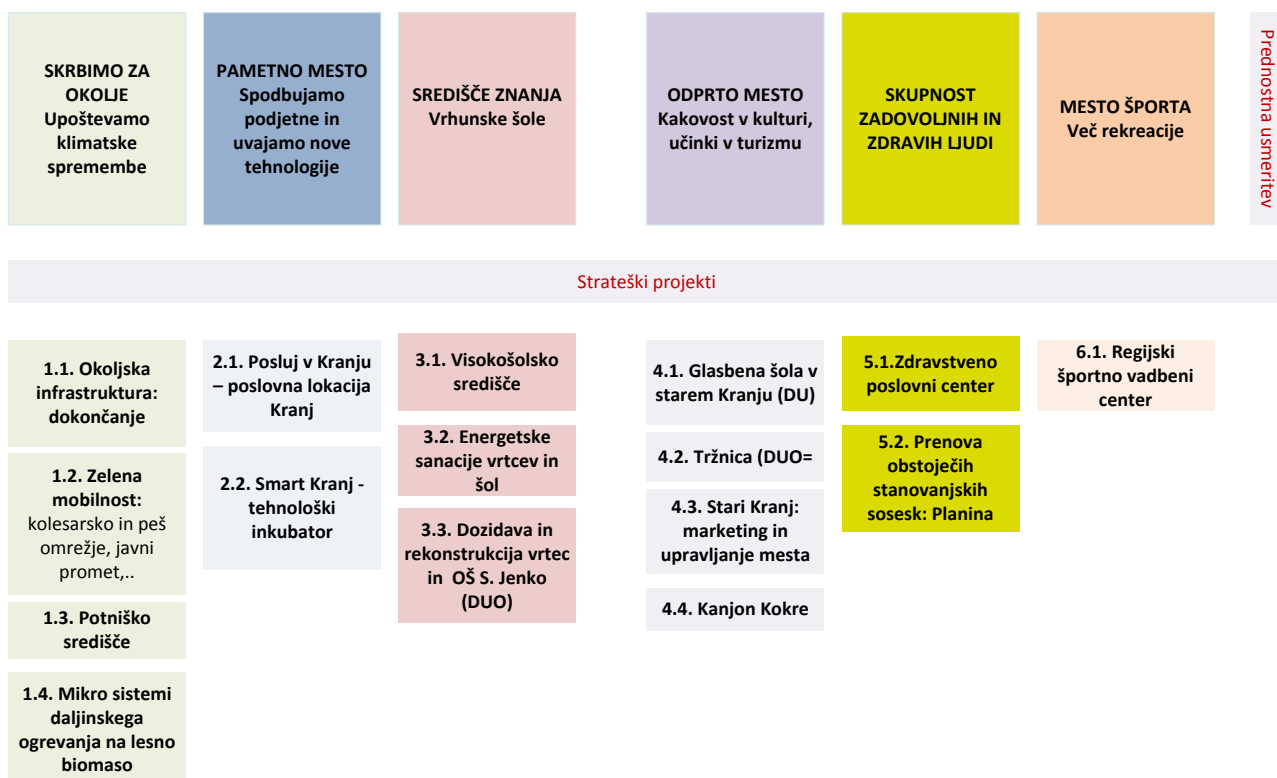 SKRBIMO ZA
OKOLJE
Upoštevamo
klimatske
spremembe
PAMETNO MESTO
Spodbujamo
podjetne in
uvajamo nove
tehnologije
SREDIŠČE ZNANJA
Vrhunske šole
ODPRTO MESTO
Kakovost v kulturi,
učinki v turizmu
SKUPNOST
ZADOVOLJNIH IN
ZDRAVIH LJUDI
MESTO ŠPORTA
Več rekreacije
Prednostna usmeritev
Strateški projekti
1.1. Okoljska
infrastruktura:
dokončanje
1.2. Zelena
mobilnost:
kolesarsko in peš
omrežje, javni
promet,..
1.3. Potniško
središče
1.4. Mikro sistemi
daljinskega
ogrevanja na lesno
biomaso
2.1. Posluj v Kranju
– poslovna lokacija
Kranj
2.2. Smart Kranj -
tehnološki
inkubator
3.1. Visokošolsko
središče
3.2. Energetske
sanacije vrtcev in
šol
3.3. Dozidava in
rekonstrukcija vrtec
in OŠ S. Jenko
(DUO)
4.1. Glasbena šola v
starem Kranju (DU)
4.2. Tržnica (DUO=
4.3. Stari Kranj:
marketing in
upravljanje mesta
4.4. Kanjon Kokre
5.1.Zdravstveno
poslovni center
5.2. Prenova
obstoječih
stanovanjskih
sosesk: Planina
6.1. Regijski
športno vadbeni
center